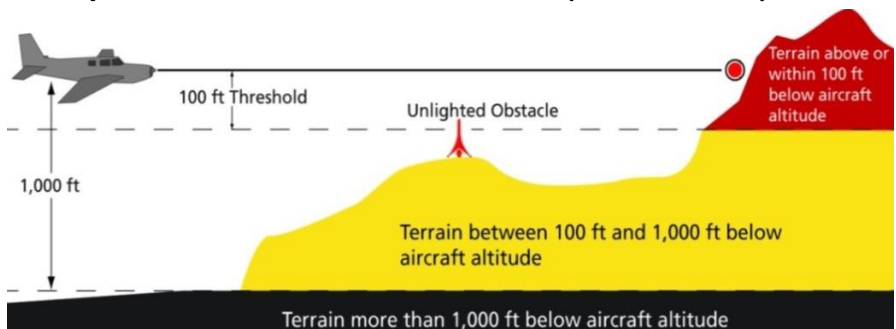 Terrain above or
within 100 ft
below aircraft
altitude
100 ft Threshold
Unlighted Obstacle
1,000 ft
Terrain between 100 ft and 1,000 ft below
aircraft altitude
Terrain more than 1,000 ft below aircraft altitude